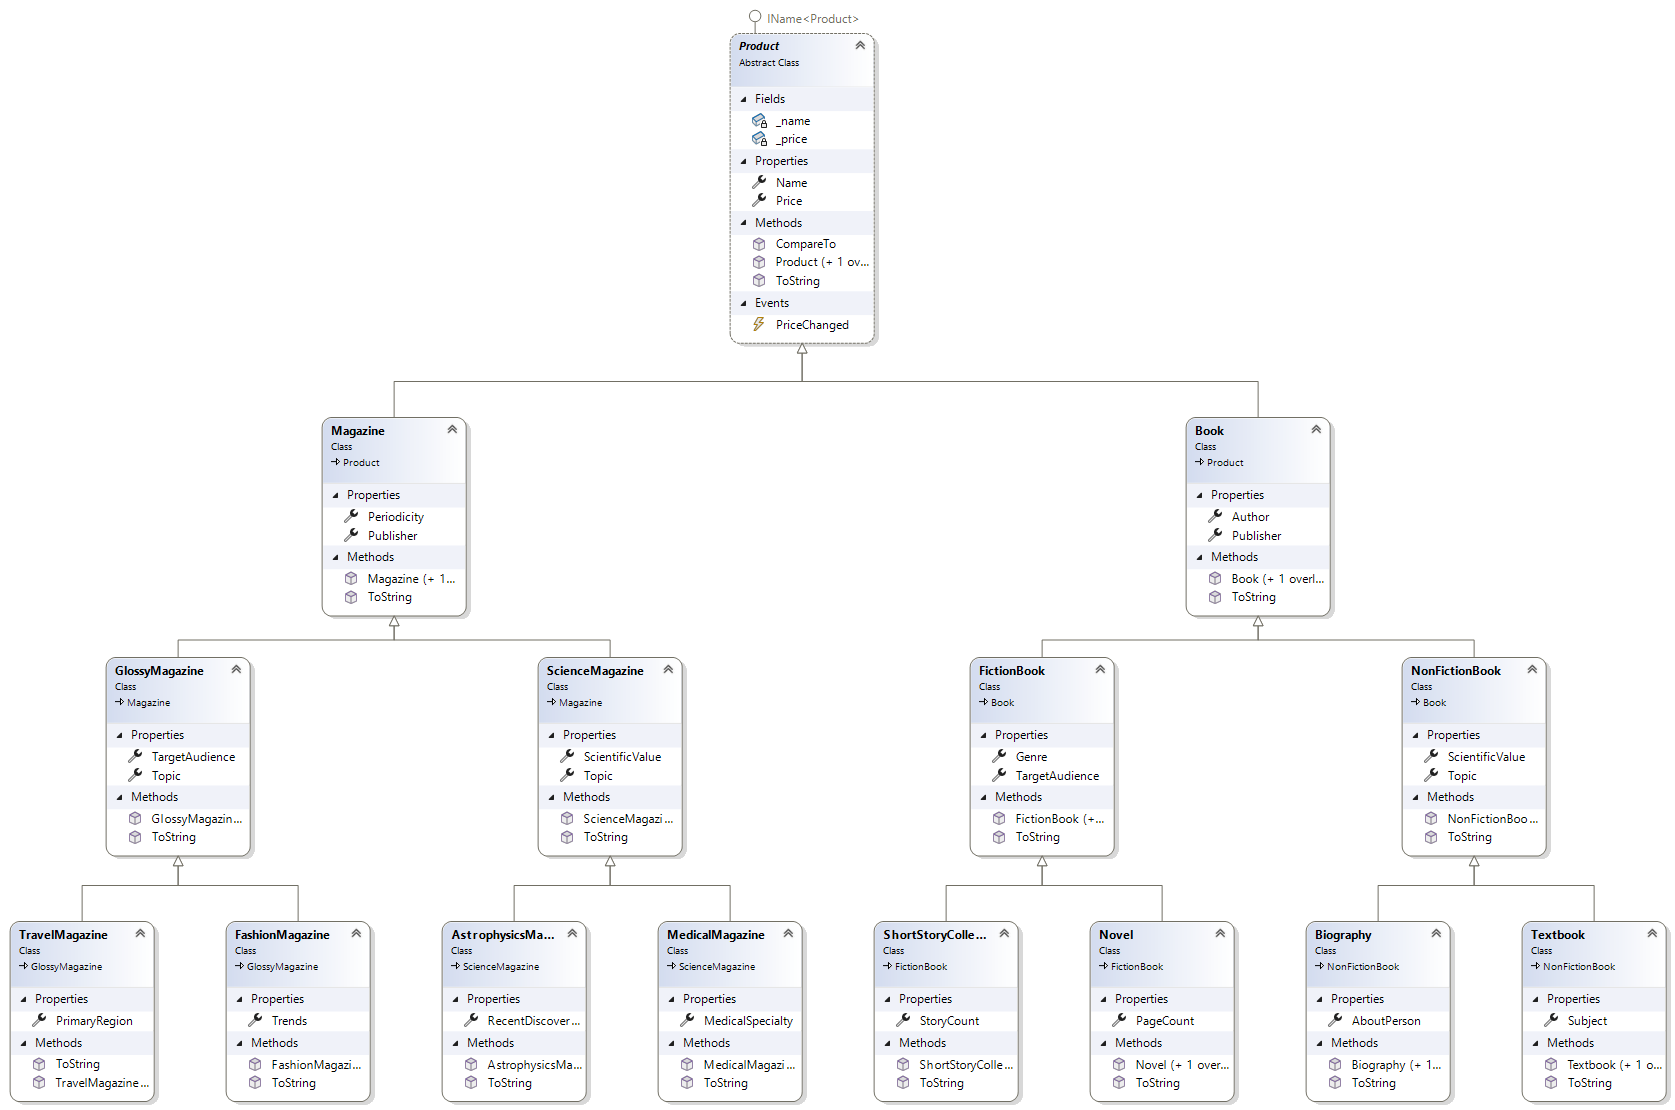 IName<Product>
Product
Abstract Class
Fields
_name
_price
Properties
Name
Price
Methods
CompareTo
Product (+ 1 ov...
ToString
Events
PriceChanged
Magazine
Class
Product
Properties
Periodicity
Publisher
Methods
Magazine (+ 1...
ToString
Book
Class
Product
Properties
Author
Publisher
Methods
Book (+ 1 overl...
ToString
GlossyMagazine
Class
Magazine
Properties
TargetAudience
Topic
Methods
GlossyMagazin...
ToString
ScienceMagazine
Class
Magazine
Properties
ScientificValue
Topic
Methods
ScienceMagazi...
ToString
FictionBook
Class
Book
Properties
Genre
TargetAudience
Methods
FictionBook (+...
ToString
NonFictionBook
Class
Book
Properties
ScientificValue
Topic
Methods
NonFictionBoo...
ToString
TravelMagazine
Class
GlossyMagazine
Properties
PrimaryRegion
Methods
ToString
TravelMagazine...
FashionMagazine
Class
GlossyMagazine
Properties
Trends
Methods
FashionMagazi...
ToString
AstrophysicsMa...
Class
ScienceMagazine
Properties
RecentDiscover...
Methods
AstrophysicsMa...
ToString
MedicalMagazine
Class
ScienceMagazine
Properties
MedicalSpecialty
Methods
MedicalMagazi...
ToString
ShortStoryColle...
Class
FictionBook
Properties
StoryCount
Methods
ShortStoryColle...
ToString
Novel
Class
FictionBook
Properties
PageCount
Methods
Novel (+ 1 over...
ToString
Biography
Class
NonFictionBook
Properties
AboutPerson
Methods
Biography (+ 1...
ToString
Textbook
Class
NonFictionBook
Properties
Subject
Methods
Textbook (+ 1 o...
ToString